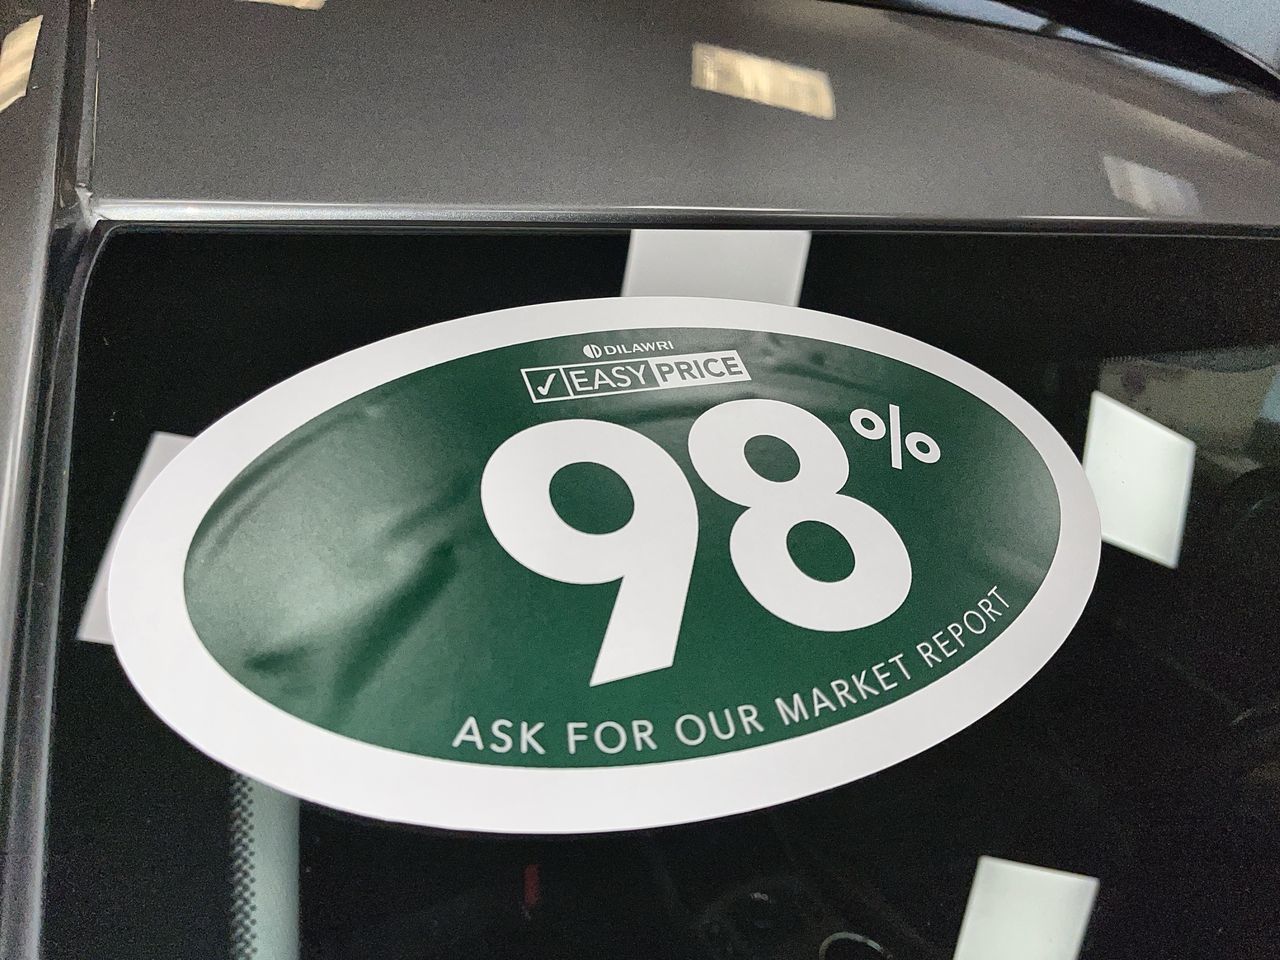 DILAWRI
✓ EASY PRICE
98%
ASK FOR OUR MARKET REPORT